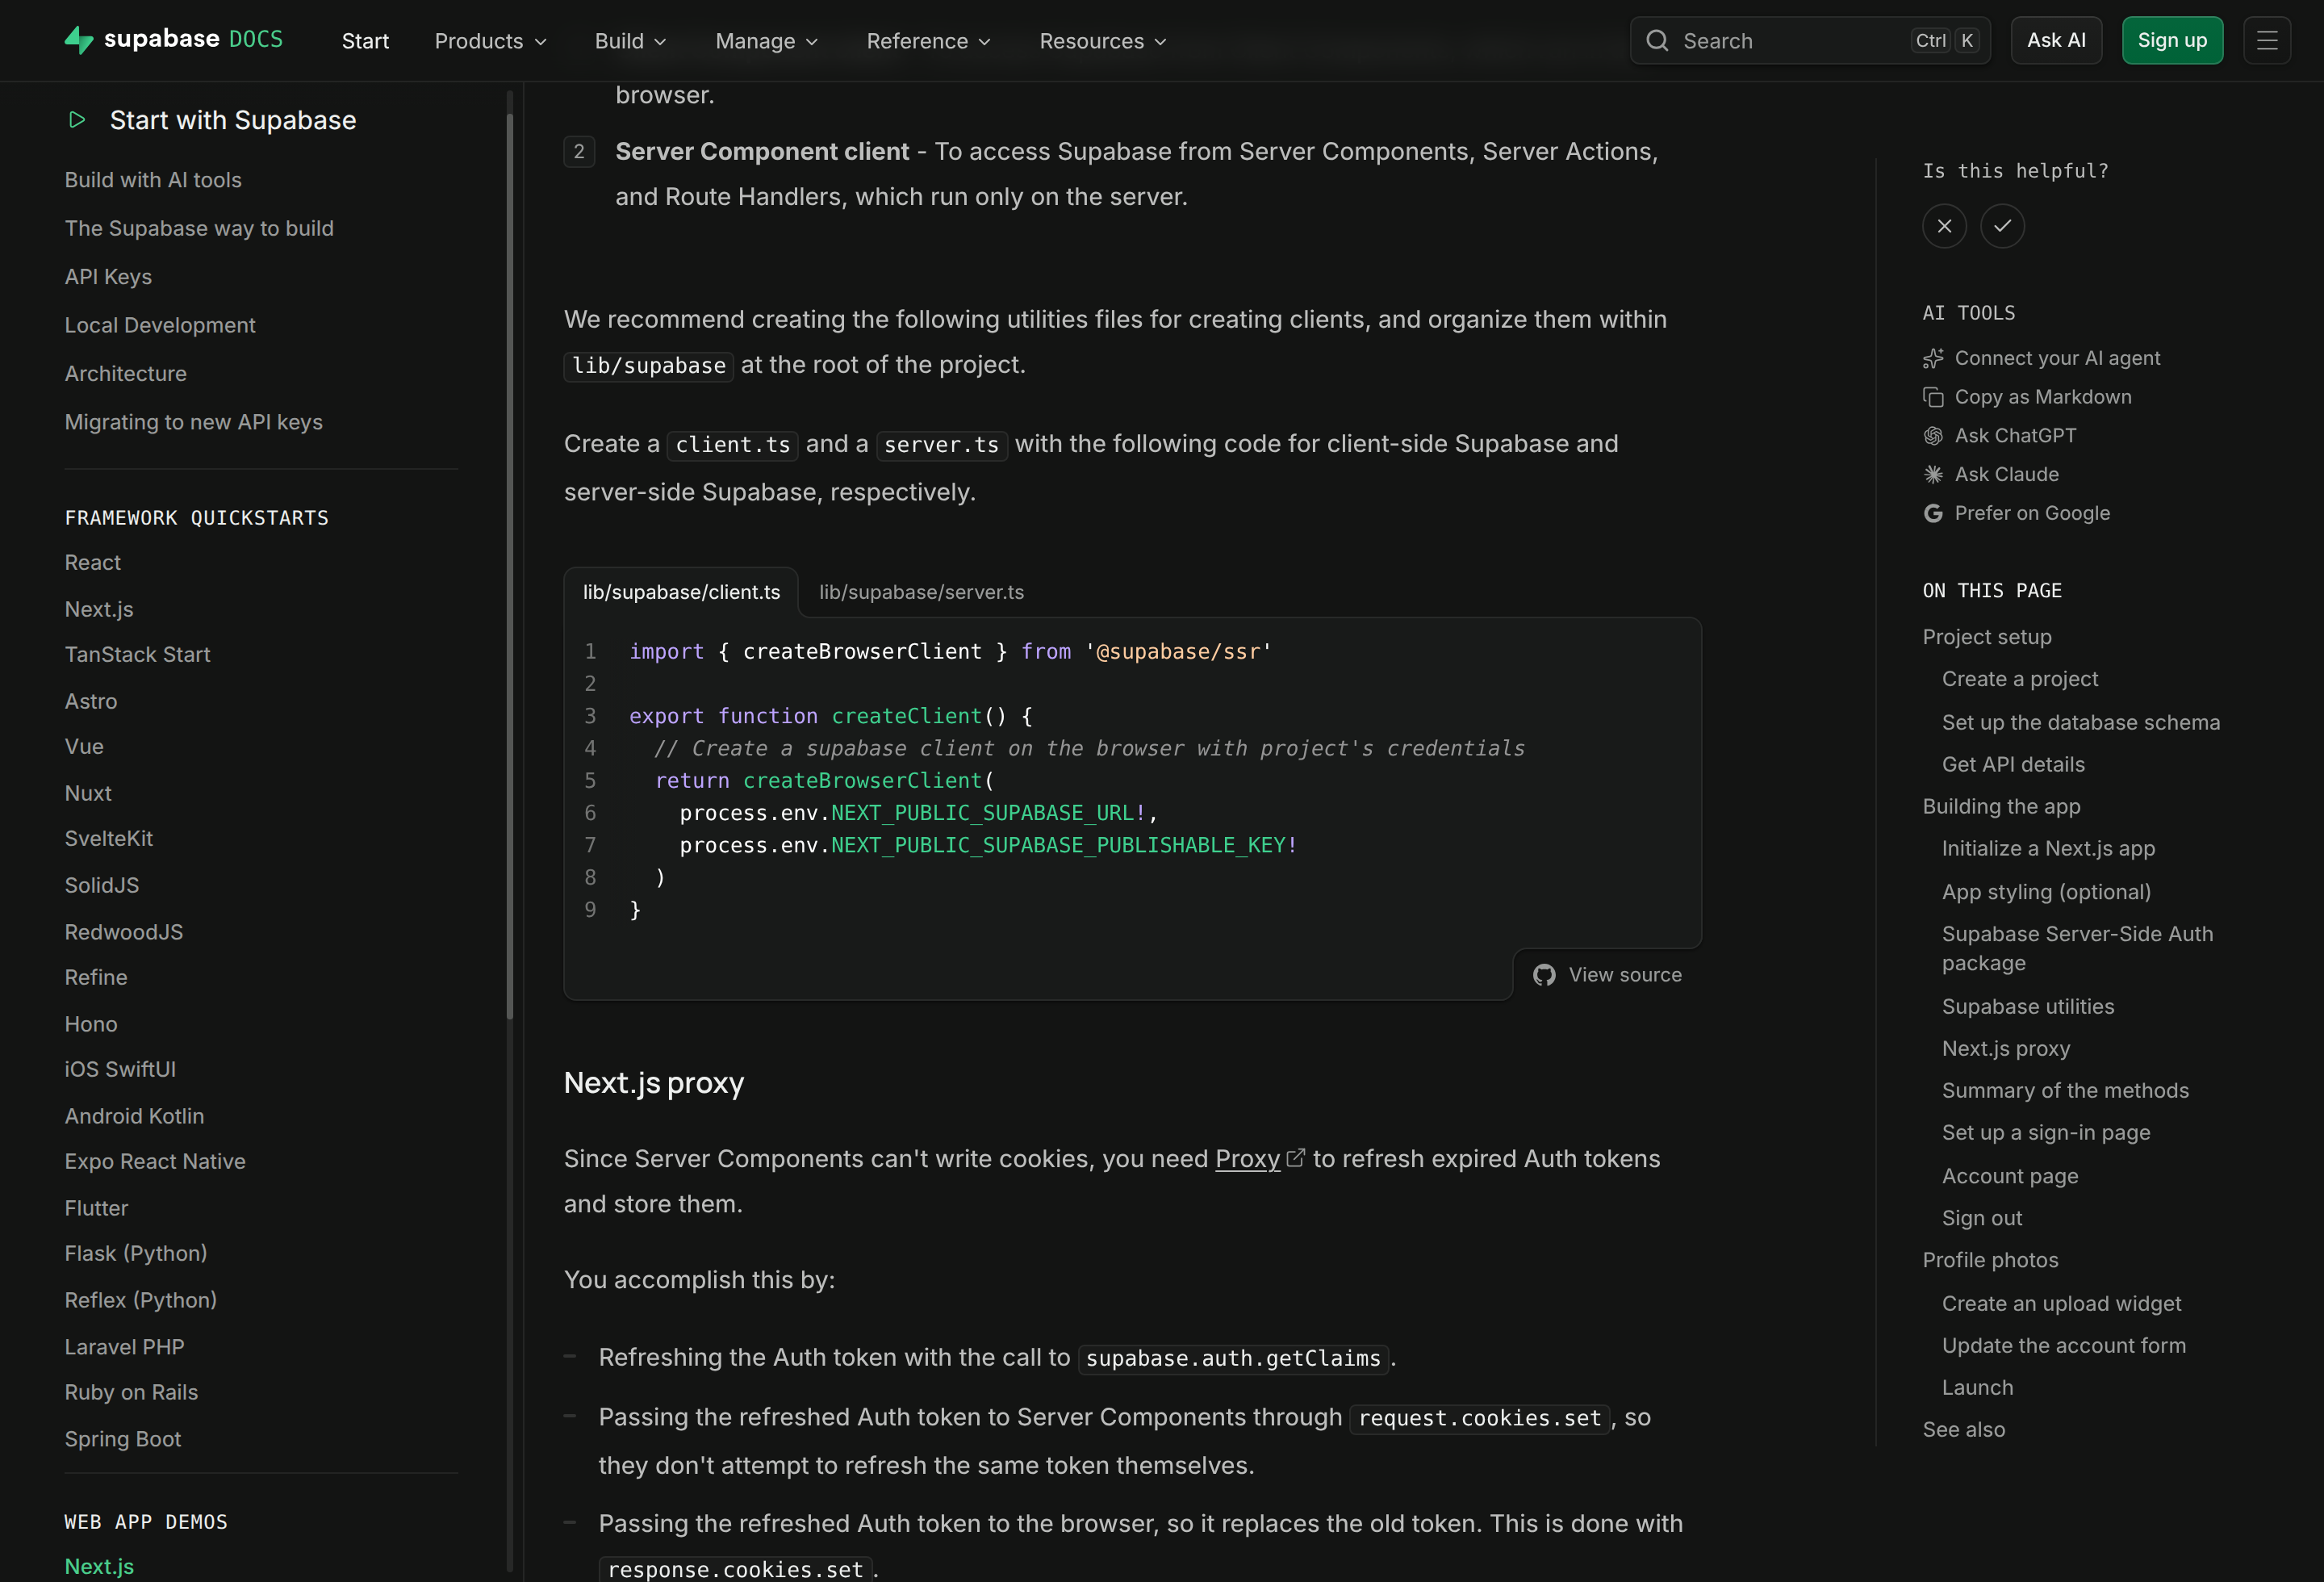 supabase DOCS
Start
Products
Build
Manage
Reference
Resources
Search
Ctrl K
Ask AI
Sign up
Start with Supabase
Build with AI tools
The Supabase way to build
API Keys
Local Development
Architecture
Migrating to new API keys
FRAMEWORK QUICKSTARTS
React
Next.js
TanStack Start
Astro
Vue
Nuxt
SvelteKit
SolidJS
RedwoodJS
Refine
Hono
iOS SwiftUI
Android Kotlin
Expo React Native
Flutter
Flask (Python)
Reflex (Python)
Laravel PHP
Ruby on Rails
Spring Boot
WEB APP DEMOS
Next.js
browser.
2 Server Component client - To access Supabase from Server Components, Server Actions,
and Route Handlers, which run only on the server.
We recommend creating the following utilities files for creating clients, and organize them within
lib/supabase at the root of the project.
Create a client.ts and a server.ts with the following code for client-side Supabase and
server-side Supabase, respectively.
lib/supabase/client.ts
lib/supabase/server.ts
1 import { createBrowserClient } from '@supabase/ssr'
2
3 export function createClient() {
4 // Create a supabase client on the browser with project's credentials
5 return createBrowserClient(
6 process.env.NEXT_PUBLIC_SUPABASE_URL!,
7 process.env.NEXT_PUBLIC_SUPABASE_PUBLISHABLE_KEY!
8 )
9 }
View source
Next.js proxy
Since Server Components can't write cookies, you need Proxy to refresh expired Auth tokens
and store them.
You accomplish this by:
– Refreshing the Auth token with the call to supabase.auth.getClaims.
– Passing the refreshed Auth token to Server Components through request.cookies.set, so
they don't attempt to refresh the same token themselves.
– Passing the refreshed Auth token to the browser, so it replaces the old token. This is done with
response.cookies.set.
Is this helpful?
AI TOOLS
Connect your AI agent
Copy as Markdown
Ask ChatGPT
Ask Claude
Prefer on Google
ON THIS PAGE
Project setup
Create a project
Set up the database schema
Get API details
Building the app
Initialize a Next.js app
App styling (optional)
Supabase Server-Side Auth
package
Supabase utilities
Next.js proxy
Summary of the methods
Set up a sign-in page
Account page
Sign out
Profile photos
Create an upload widget
Update the account form
Launch
See also